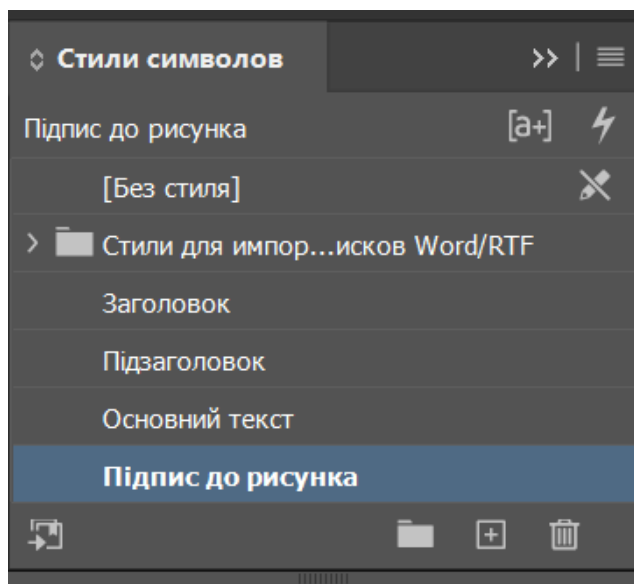 Стили символов
Підпис до рисунка [a+]
[Без стиля]
Стили для импор...исков Word/RTF
Заголовок
Підзаголовок
Основний текст
Підпис до рисунка